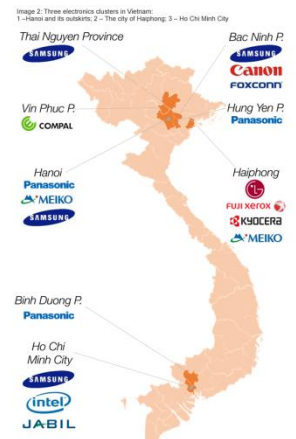 Image 2: Three electronics clusters in Vietnam:
1 –Hanoi and its outskirts; 2 – The city of Haiphong; 3 – Ho Chi Minh City
Thai Nguyen Province
SAMSUNG
Bac Ninh P.
SAMSUNG
Canon
FOXCONN
Vin Phuc P.
COMPAL
Hung Yen P.
Panasonic
Hanoi
Panasonic
MEIKO
SAMSUNG
Haiphong
LG
FUJI XEROX
KYOCERA
MEIKO
Binh Duong P.
Panasonic
Ho Chi
Minh City
SAMSUNG
intel
JABIL